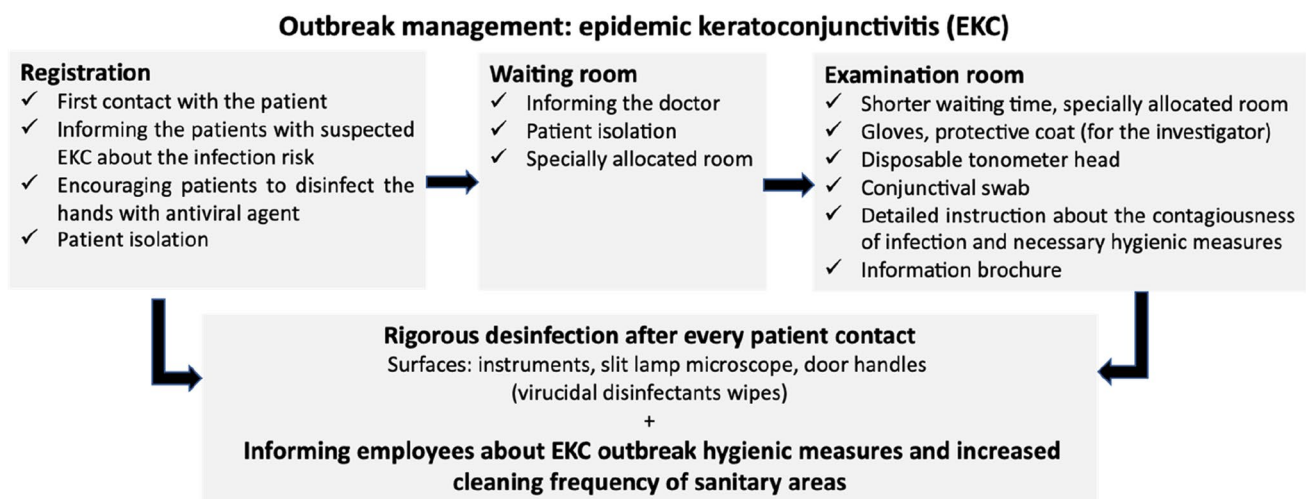 Outbreak management: epidemic keratoconjunctivitis (EKC)
Registration
✓ First contact with the patient
✓ Informing the patients with suspected
EKC about the infection risk
✓ Encouraging patients to disinfect the
hands with antiviral agent
✓ Patient isolation
Waiting room
✓ Informing the doctor
✓ Patient isolation
✓ Specially allocated room
Examination room
✓ Shorter waiting time, specially allocated room
✓ Gloves, protective coat (for the investigator)
✓ Disposable tonometer head
✓ Conjunctival swab
✓ Detailed instruction about the contagiousness
of infection and necessary hygienic measures
✓ Information brochure
Rigorous desinfection after every patient contact
Surfaces: instruments, slit lamp microscope, door handles
(virucidal disinfectants wipes)
+
Informing employees about EKC outbreak hygienic measures and increased
cleaning frequency of sanitary areas